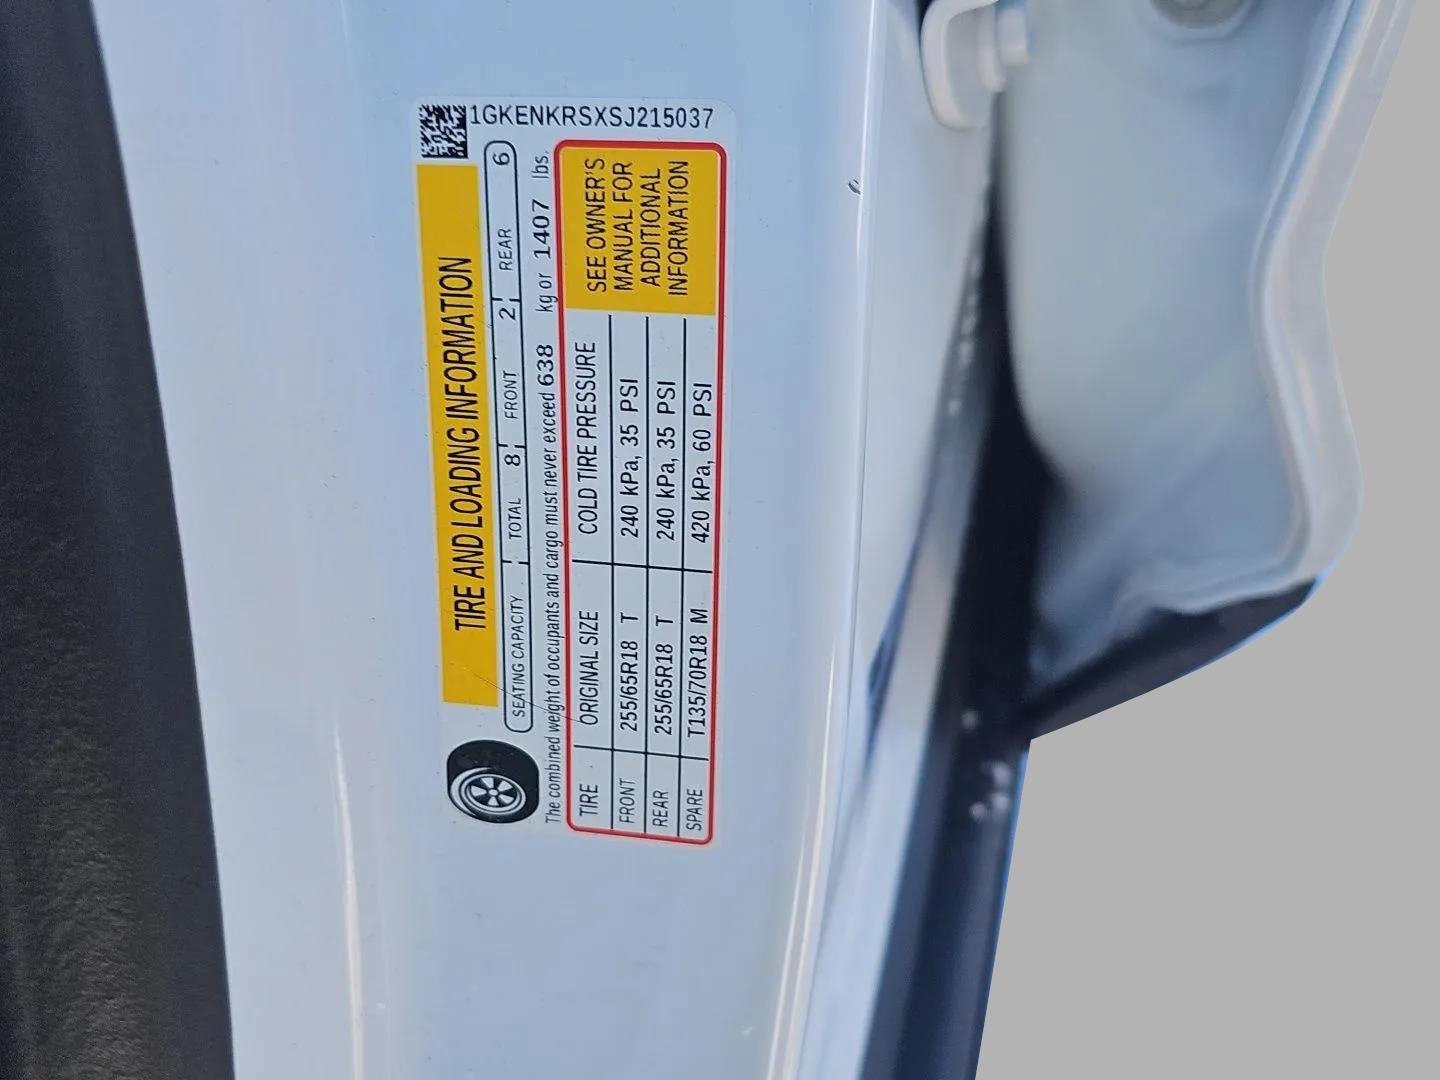 1GKENKRSXSJ215037
TIRE AND LOADING INFORMATION
SEATING CAPACITY TOTAL 8 FRONT 2 REAR 6
The combined weight of occupants and cargo must never exceed 638 kg or 1407 lbs.
TIRE ORIGINAL SIZE COLD TIRE PRESSURE
FRONT 255/65R18 T 240 kPa, 35 PSI
REAR 255/65R18 T 240 kPa, 35 PSI
SPARE T135/70R18 M 420 kPa, 60 PSI
SEE OWNER'S
MANUAL FOR
ADDITIONAL
INFORMATION